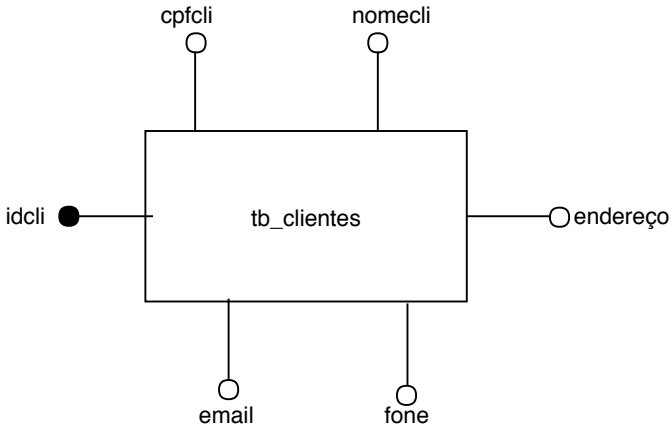 cpfcli
nomecli
idcli
tb_clientes
endereço
email
fone